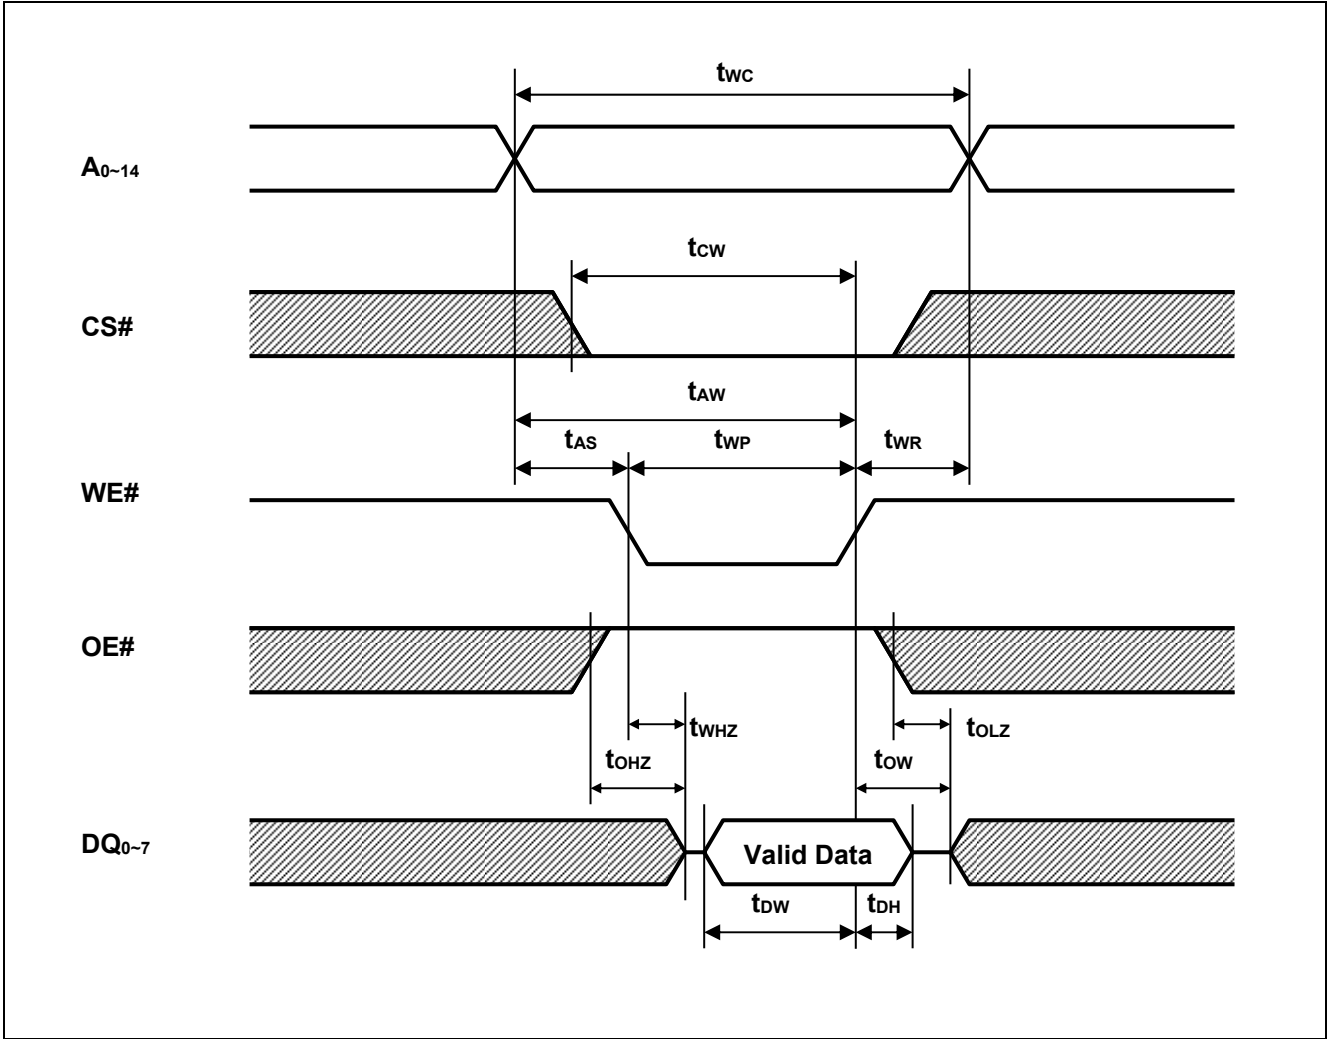 tWC
A0~14
tCW
CS#
tAW
tAS tWP tWR
WE#
OE#
tWHZ tOLZ
tOHZ tOW
DQ0~7 Valid Data
tDW tDH